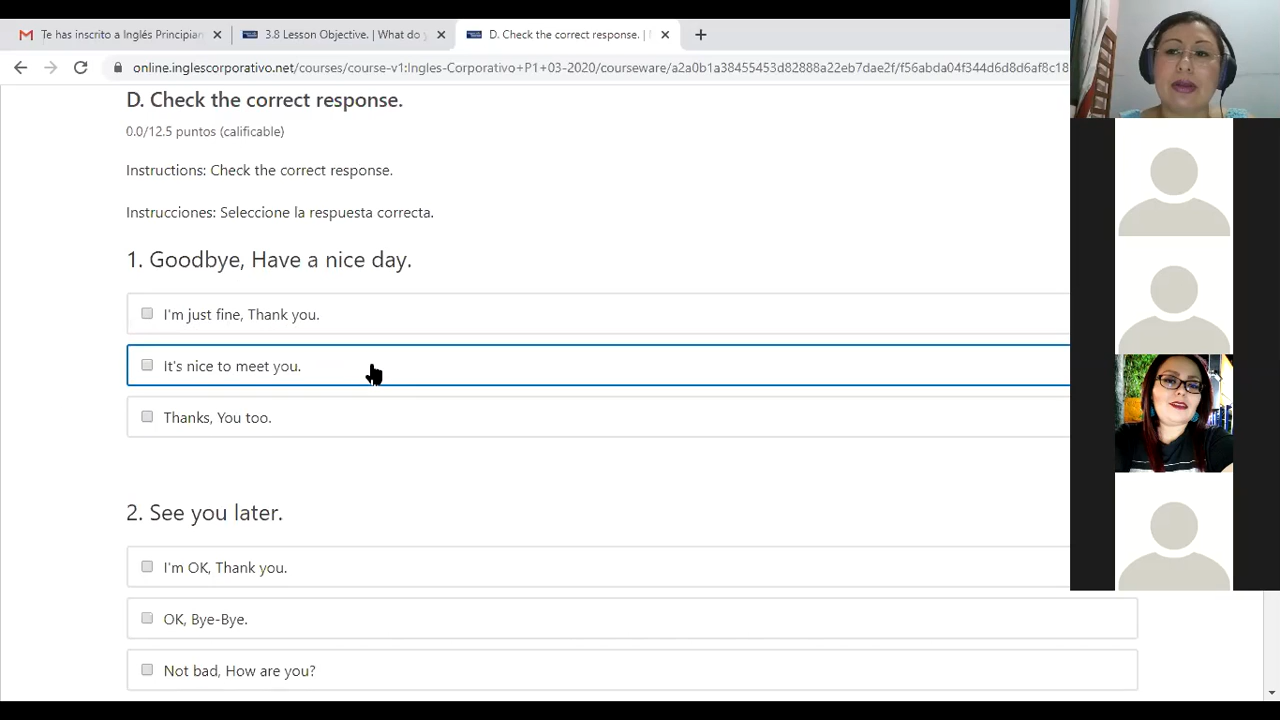 Te has inscrito a Inglés Principian
3.8 Lesson Objective. | What do y
D. Check the correct response. |
online.inglescorporativo.net/courses/course-v1:Ingles-Corporativo+P1+03-2020/courseware/a2a0b1a38455453d82888a22eb7dae2f/f56abda04f344d6d8d6af8c18
D. Check the correct response.
0.0/12.5 puntos (calificable)
Instructions: Check the correct response.
Instrucciones: Seleccione la respuesta correcta.
1. Goodbye, Have a nice day.
I'm just fine, Thank you.
It's nice to meet you.
Thanks, You too.
2. See you later.
I'm OK, Thank you.
OK, Bye-Bye.
Not bad, How are you?